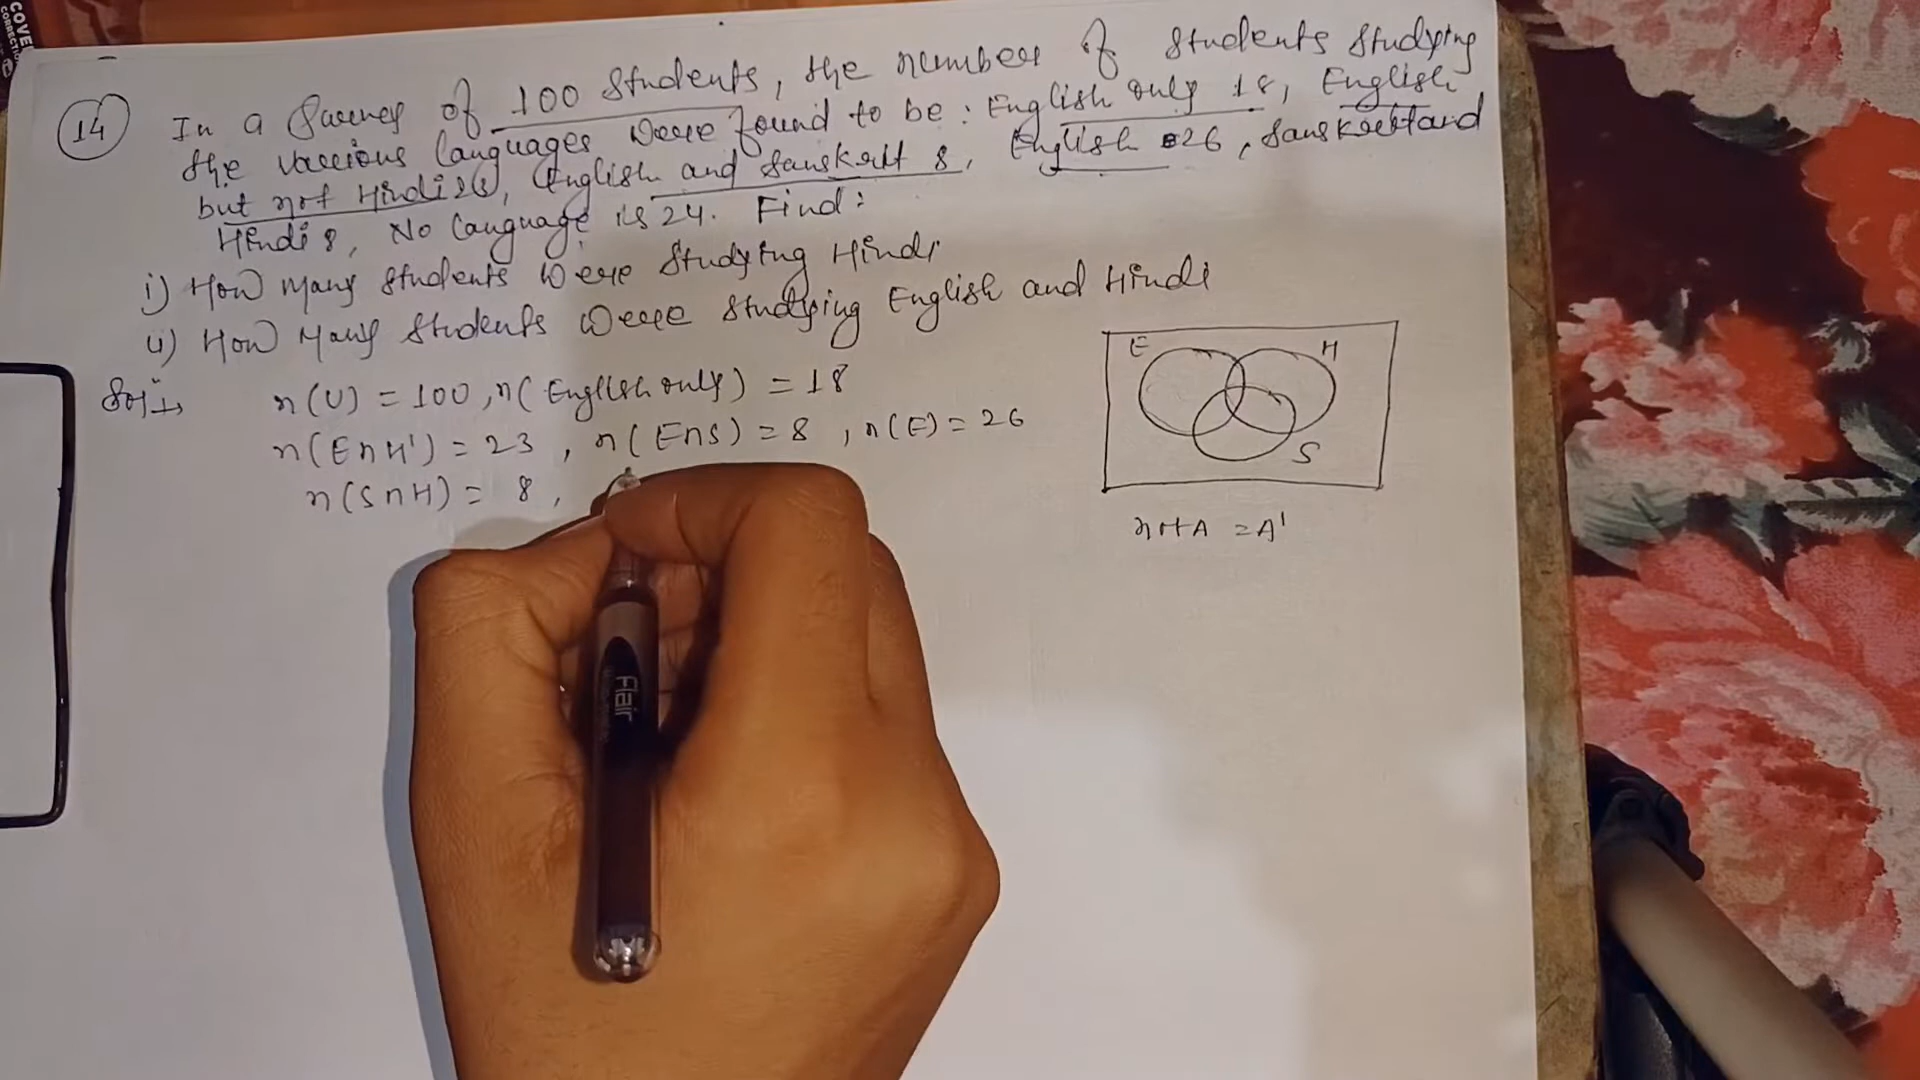 COVE
CORRECTI
14
In a Survey of 100 Students, the number of students studying
the various languages were found to be : English only 18, English
but not Hindi 23, English and Sanskrit 8, English 26, Sanskrit and
Hindi 8, No language is 24. Find :
i) How many students were studying Hindi
ii) How many students were studying English and Hindi
E H
Sol:
n(U) = 100, n(English only) = 18
n(E∩H') = 23, n(E∩S) = 8, n(E) = 26
S
n(S∩H) = 8,
not A = A'
Flair